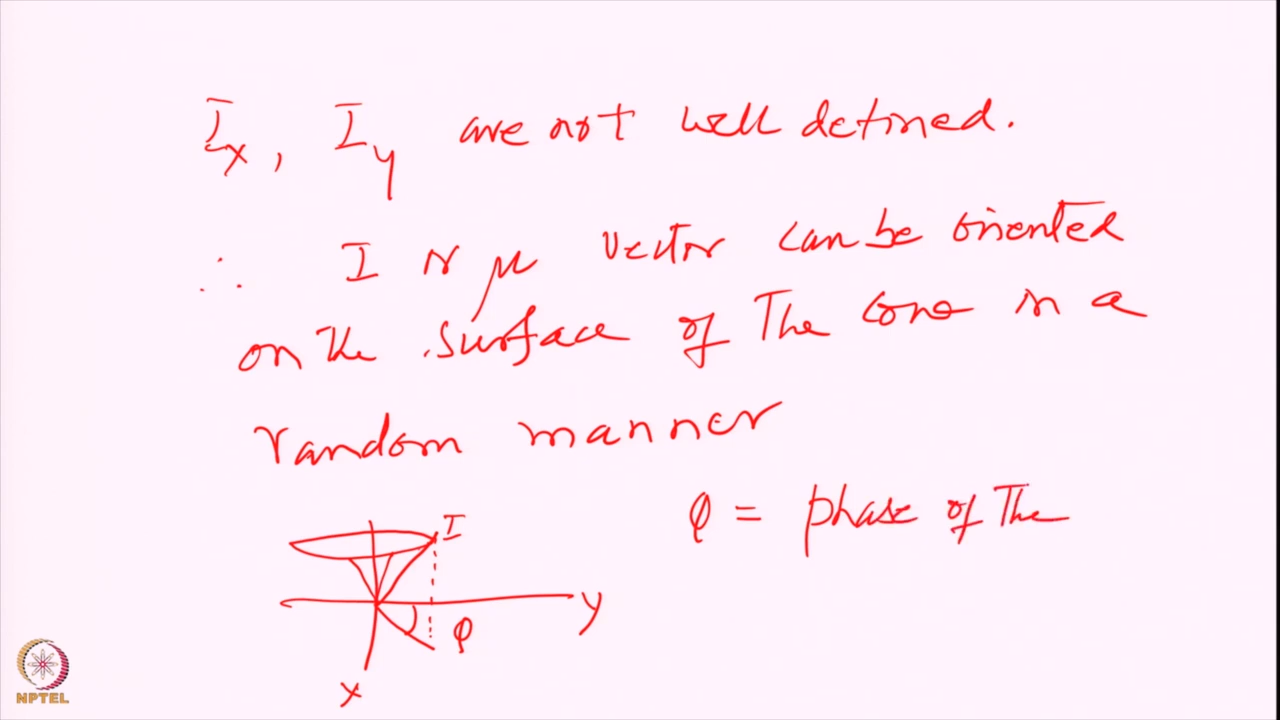 Ix, Iy are not well defined.
∴ I or μ vector can be oriented
on the surface of the cone in a
random manner
φ = phase of the
I
y
φ
x
NPTEL